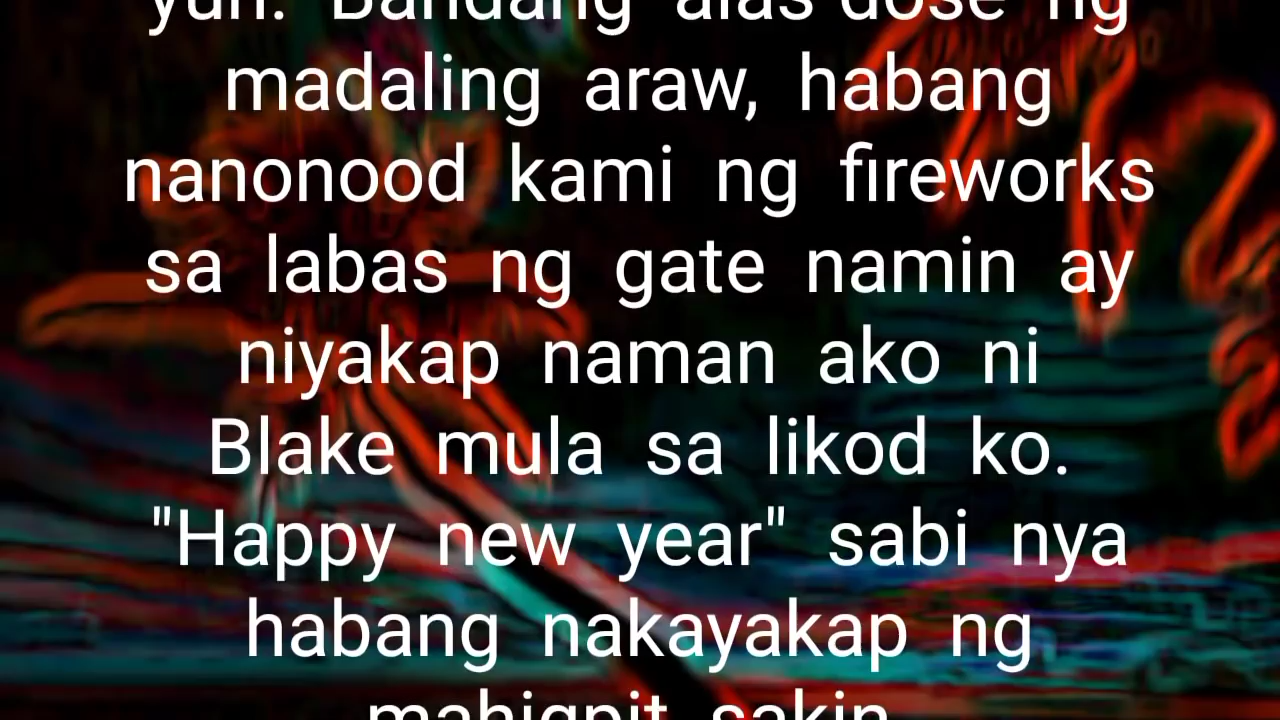 yun. Bandang alas dose ng
madaling araw, habang
nanonood kami ng fireworks
sa labas ng gate namin ay
niyakap naman ako ni
Blake mula sa likod ko.
"Happy new year" sabi nya
habang nakayakap ng
mahigpit sakin